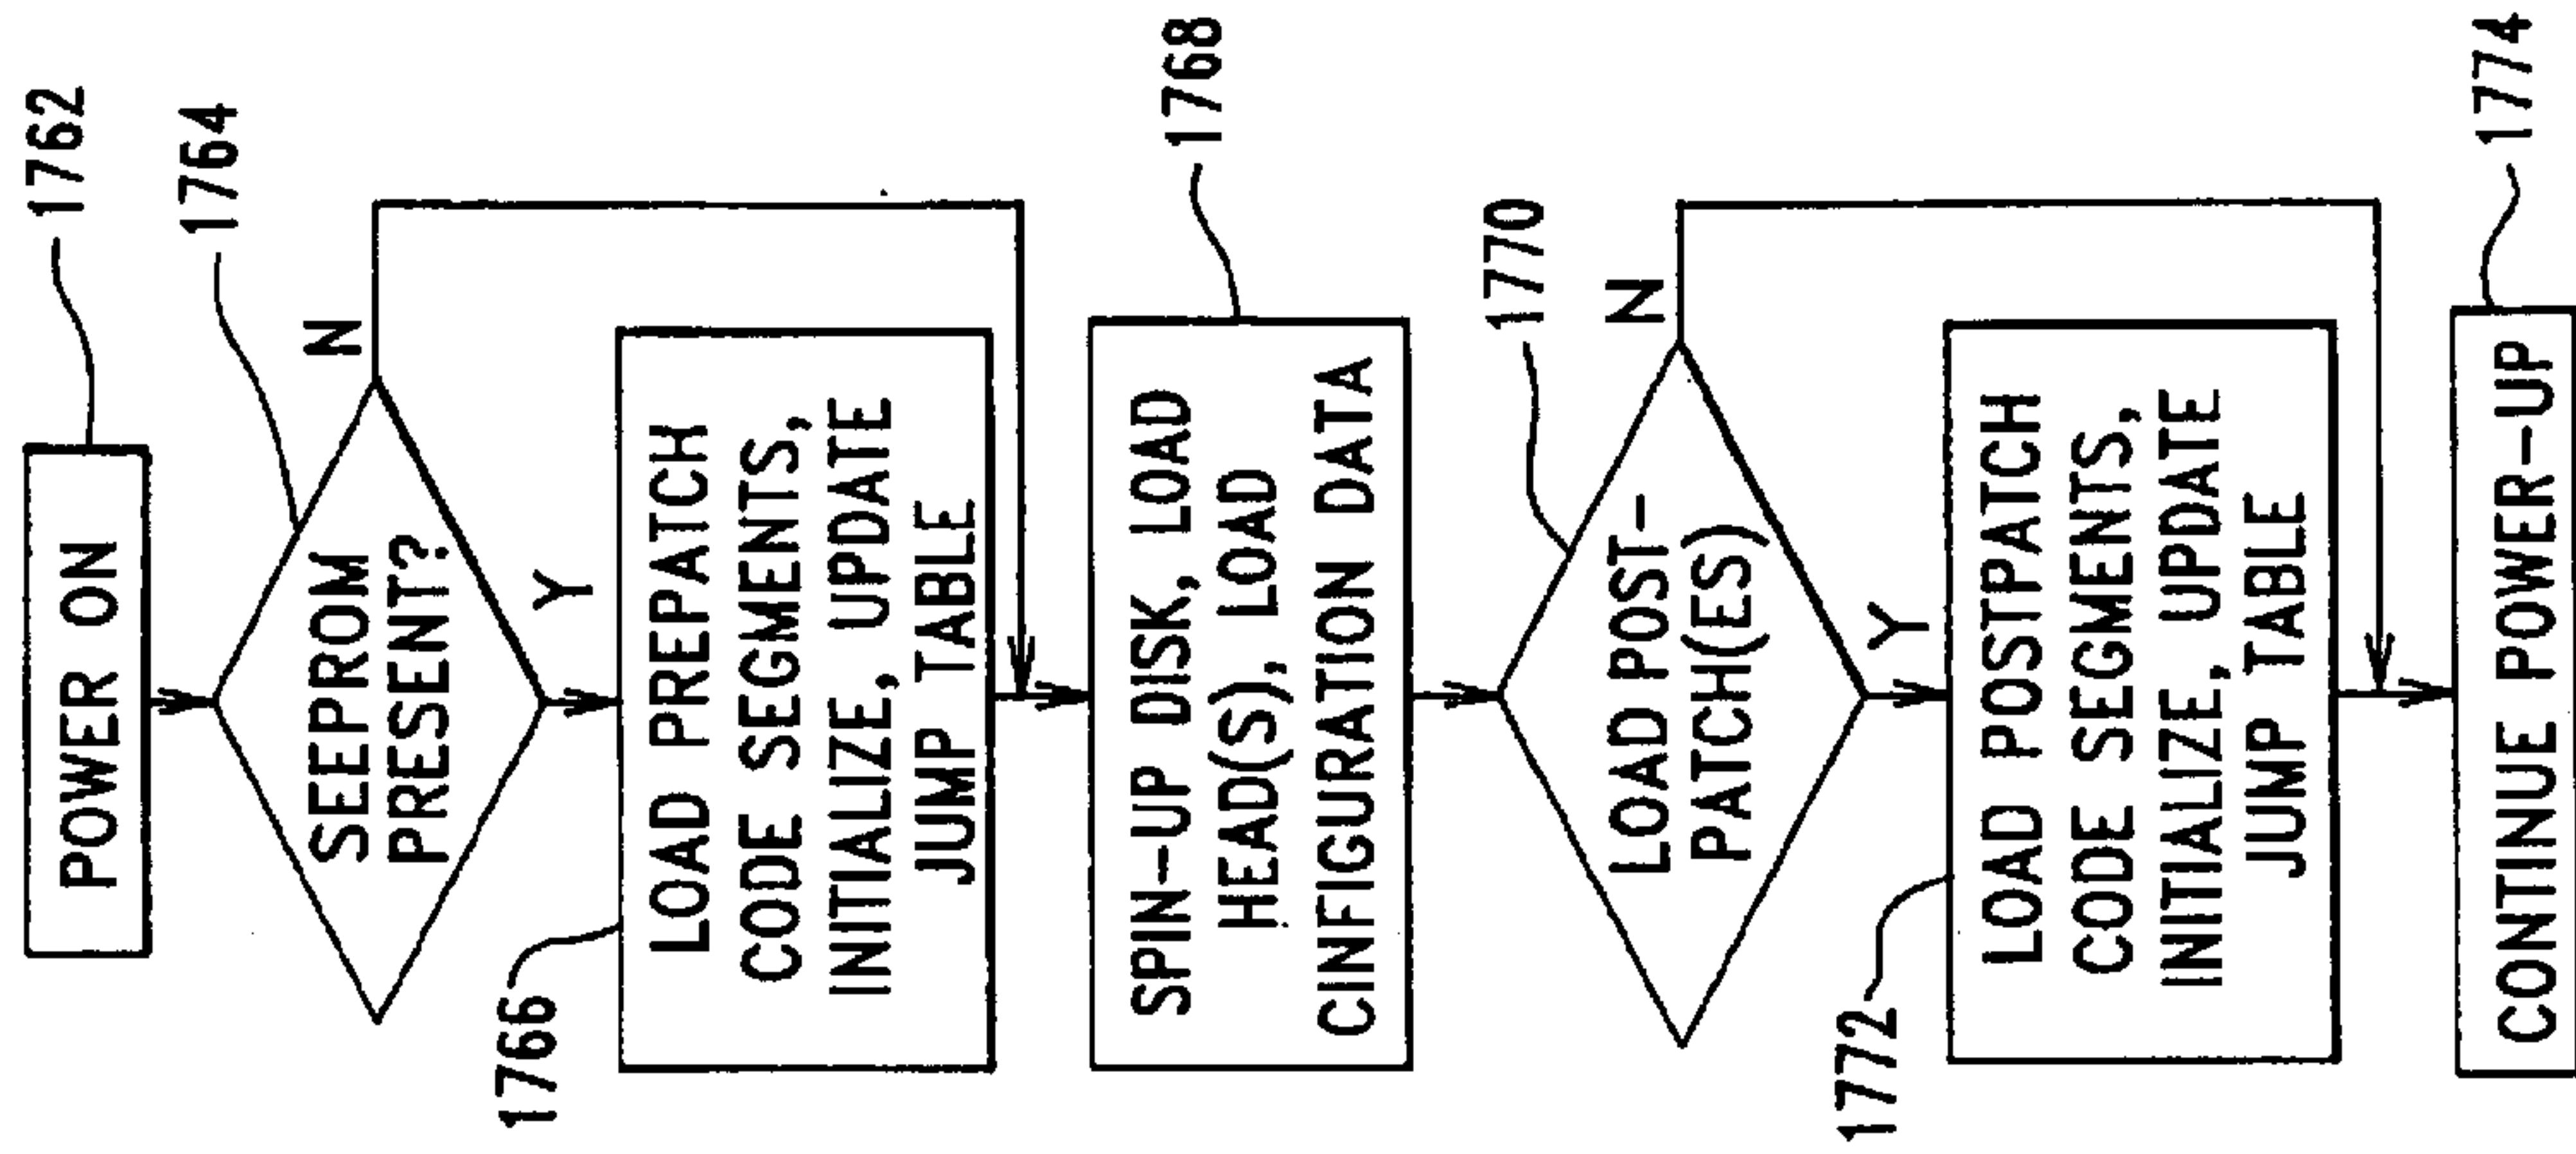 POWER ON
1762
SEEPROM
PRESENT?
1764
N
Y
LOAD PREPATCH
CODE SEGMENTS,
INITIALIZE, UPDATE
JUMP TABLE
1766
SPIN-UP DISK, LOAD
HEAD(S), LOAD
CINFIGURATION DATA
1768
LOAD POST-
PATCH(ES)
1770
N
Y
LOAD POSTPATCH
CODE SEGMENTS,
INITIALIZE, UPDATE
JUMP TABLE
1772
CONTINUE POWER-UP
1774